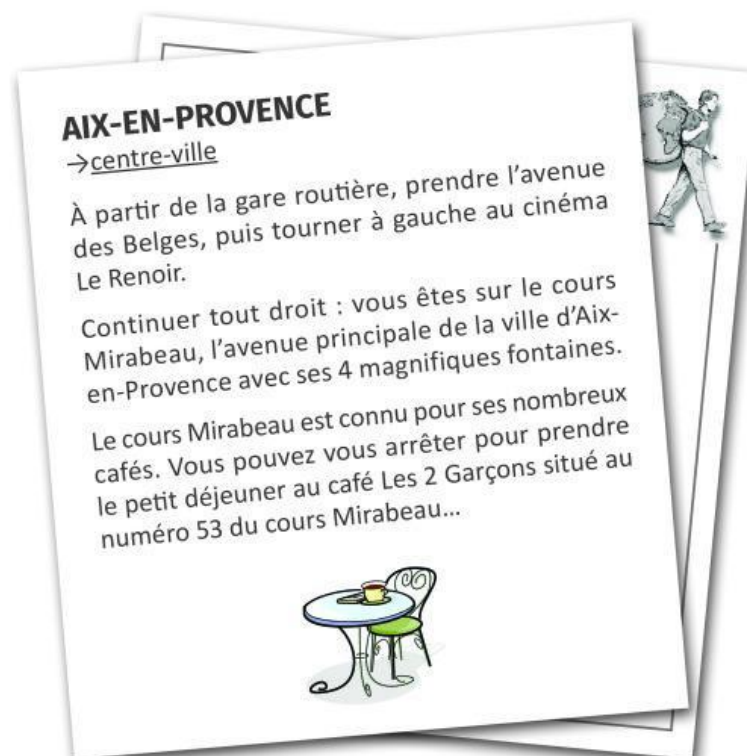 AIX-EN-PROVENCE
→centre-ville
À partir de la gare routière, prendre l'avenue
des Belges, puis tourner à gauche au cinéma
Le Renoir.
Continuer tout droit : vous êtes sur le cours
Mirabeau, l'avenue principale de la ville d'Aix-
en-Provence avec ses 4 magnifiques fontaines.
Le cours Mirabeau est connu pour ses nombreux
cafés. Vous pouvez vous arrêter pour prendre
le petit déjeuner au café Les 2 Garçons situé au
numéro 53 du cours Mirabeau...